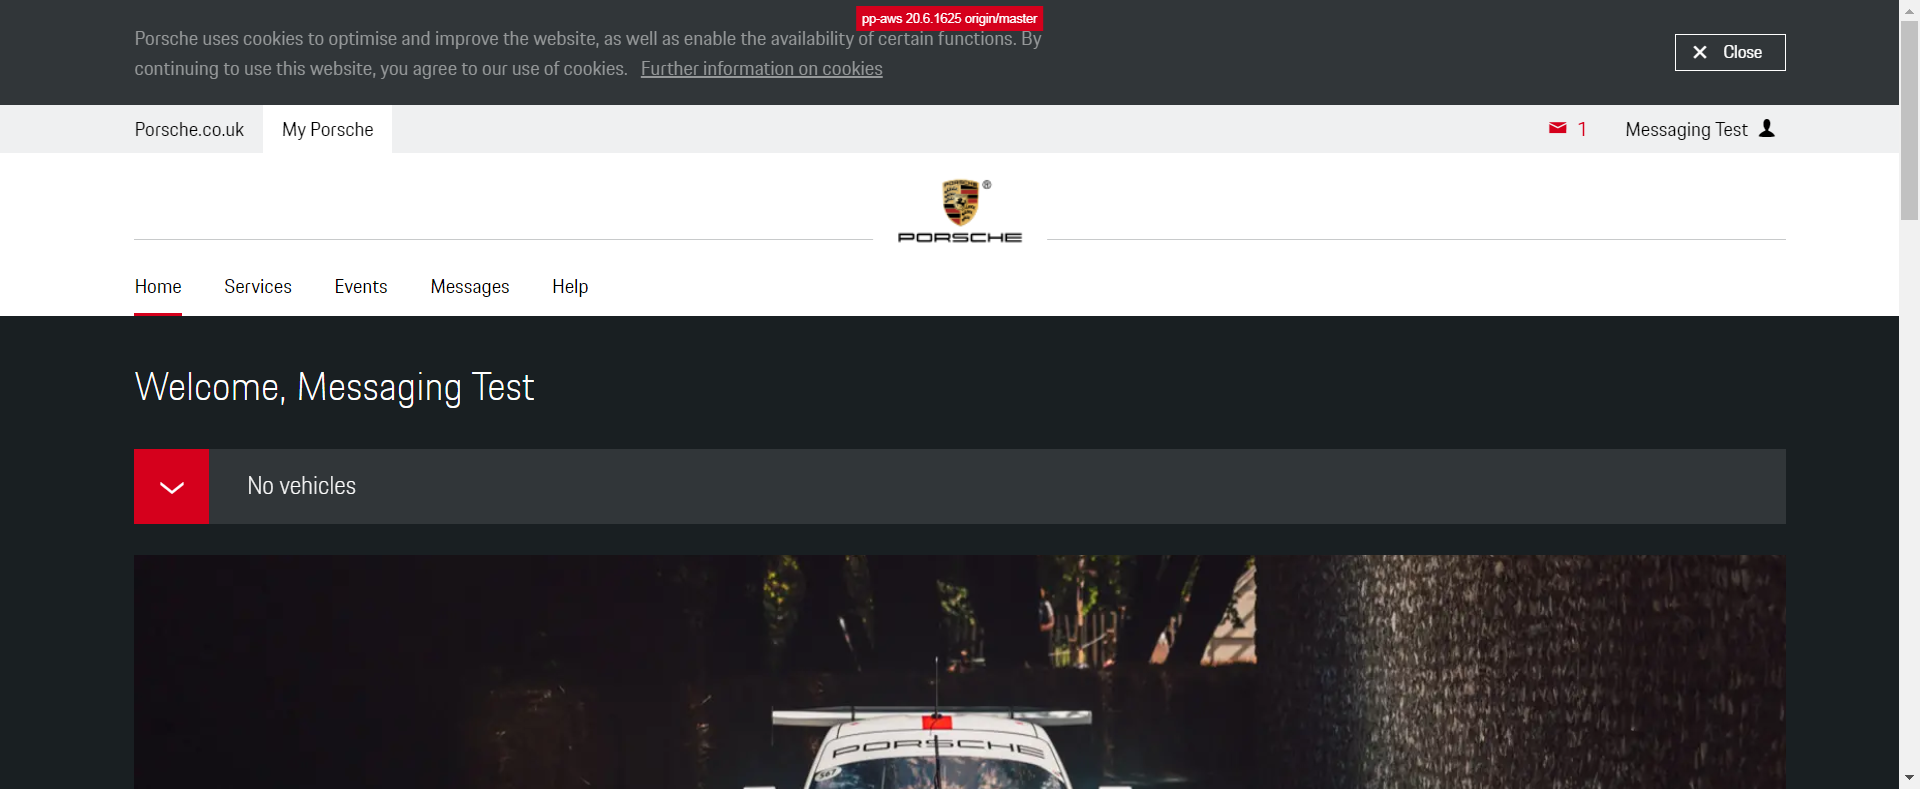 pp-aws 20.6.1625 origin/master
Porsche uses cookies to optimise and improve the website, as well as enable the availability of certain functions. By
continuing to use this website, you agree to our use of cookies. Further information on cookies
Close
Porsche.co.uk My Porsche 1 Messaging Test
PORSCHE
Home Services Events Messages Help
Welcome, Messaging Test
No vehicles
PORSCHE